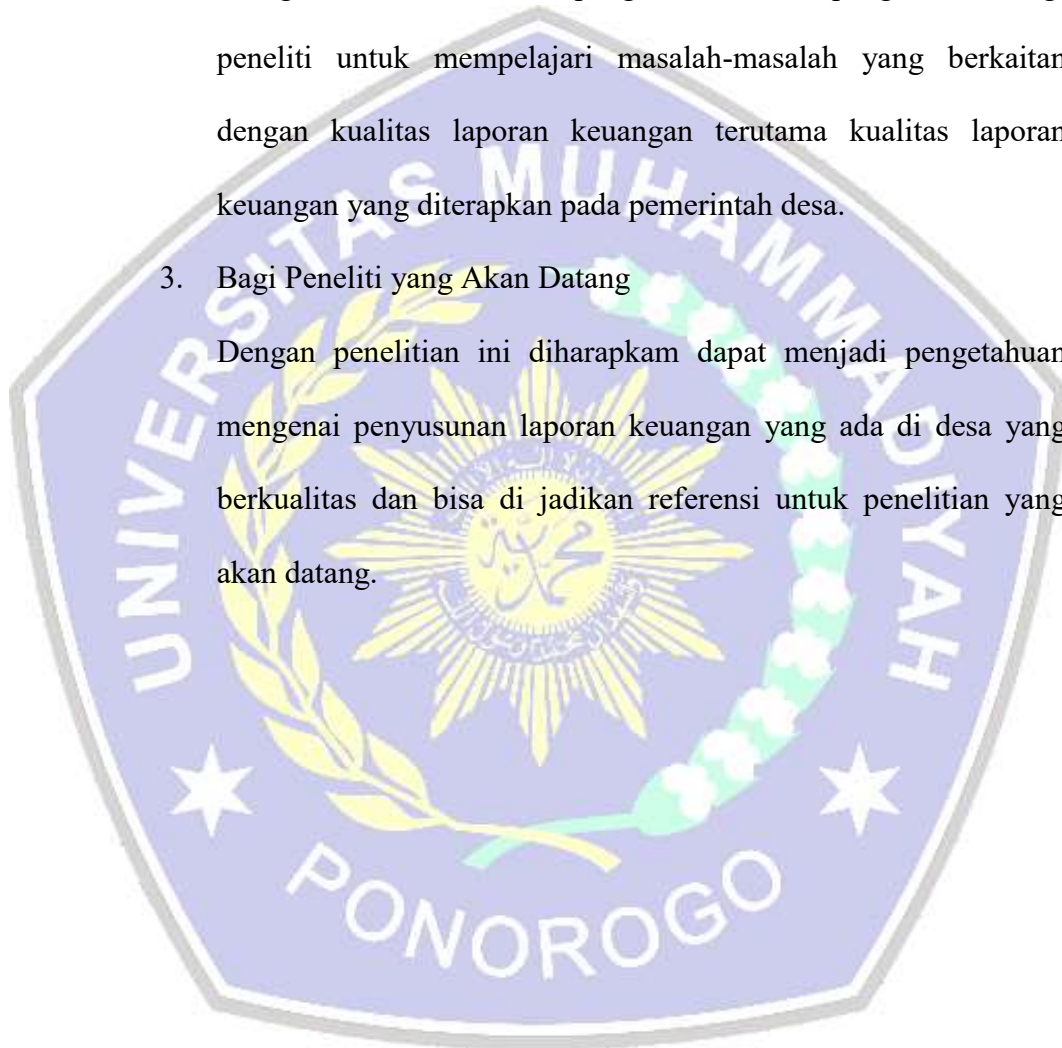 peneliti untuk mempelajari masalah-masalah yang berkaitan
dengan kualitas laporan keuangan terutama kualitas laporan
keuangan yang diterapkan pada pemerintah desa.
3. Bagi Peneliti yang Akan Datang
Dengan penelitian ini diharapkam dapat menjadi pengetahuan
mengenai penyusunan laporan keuangan yang ada di desa yang
berkualitas dan bisa di jadikan referensi untuk penelitian yang
akan datang.
UNIVERSITAS MUHAMMADIYAH
PONOROGO